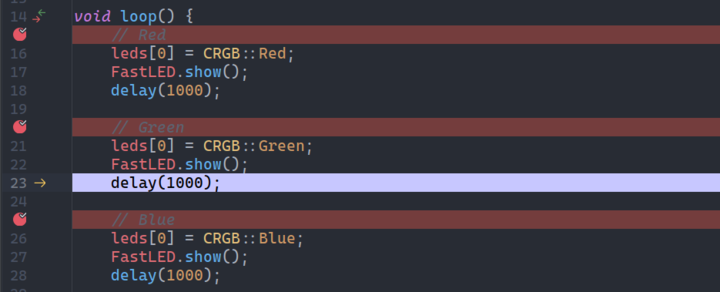 14 void loop() {
// Red
16 leds[0] = CRGB::Red;
17 FastLED.show();
18 delay(1000);
19
// Green
21 leds[0] = CRGB::Green;
22 FastLED.show();
23 delay(1000);
24
// Blue
26 leds[0] = CRGB::Blue;
27 FastLED.show();
28 delay(1000);